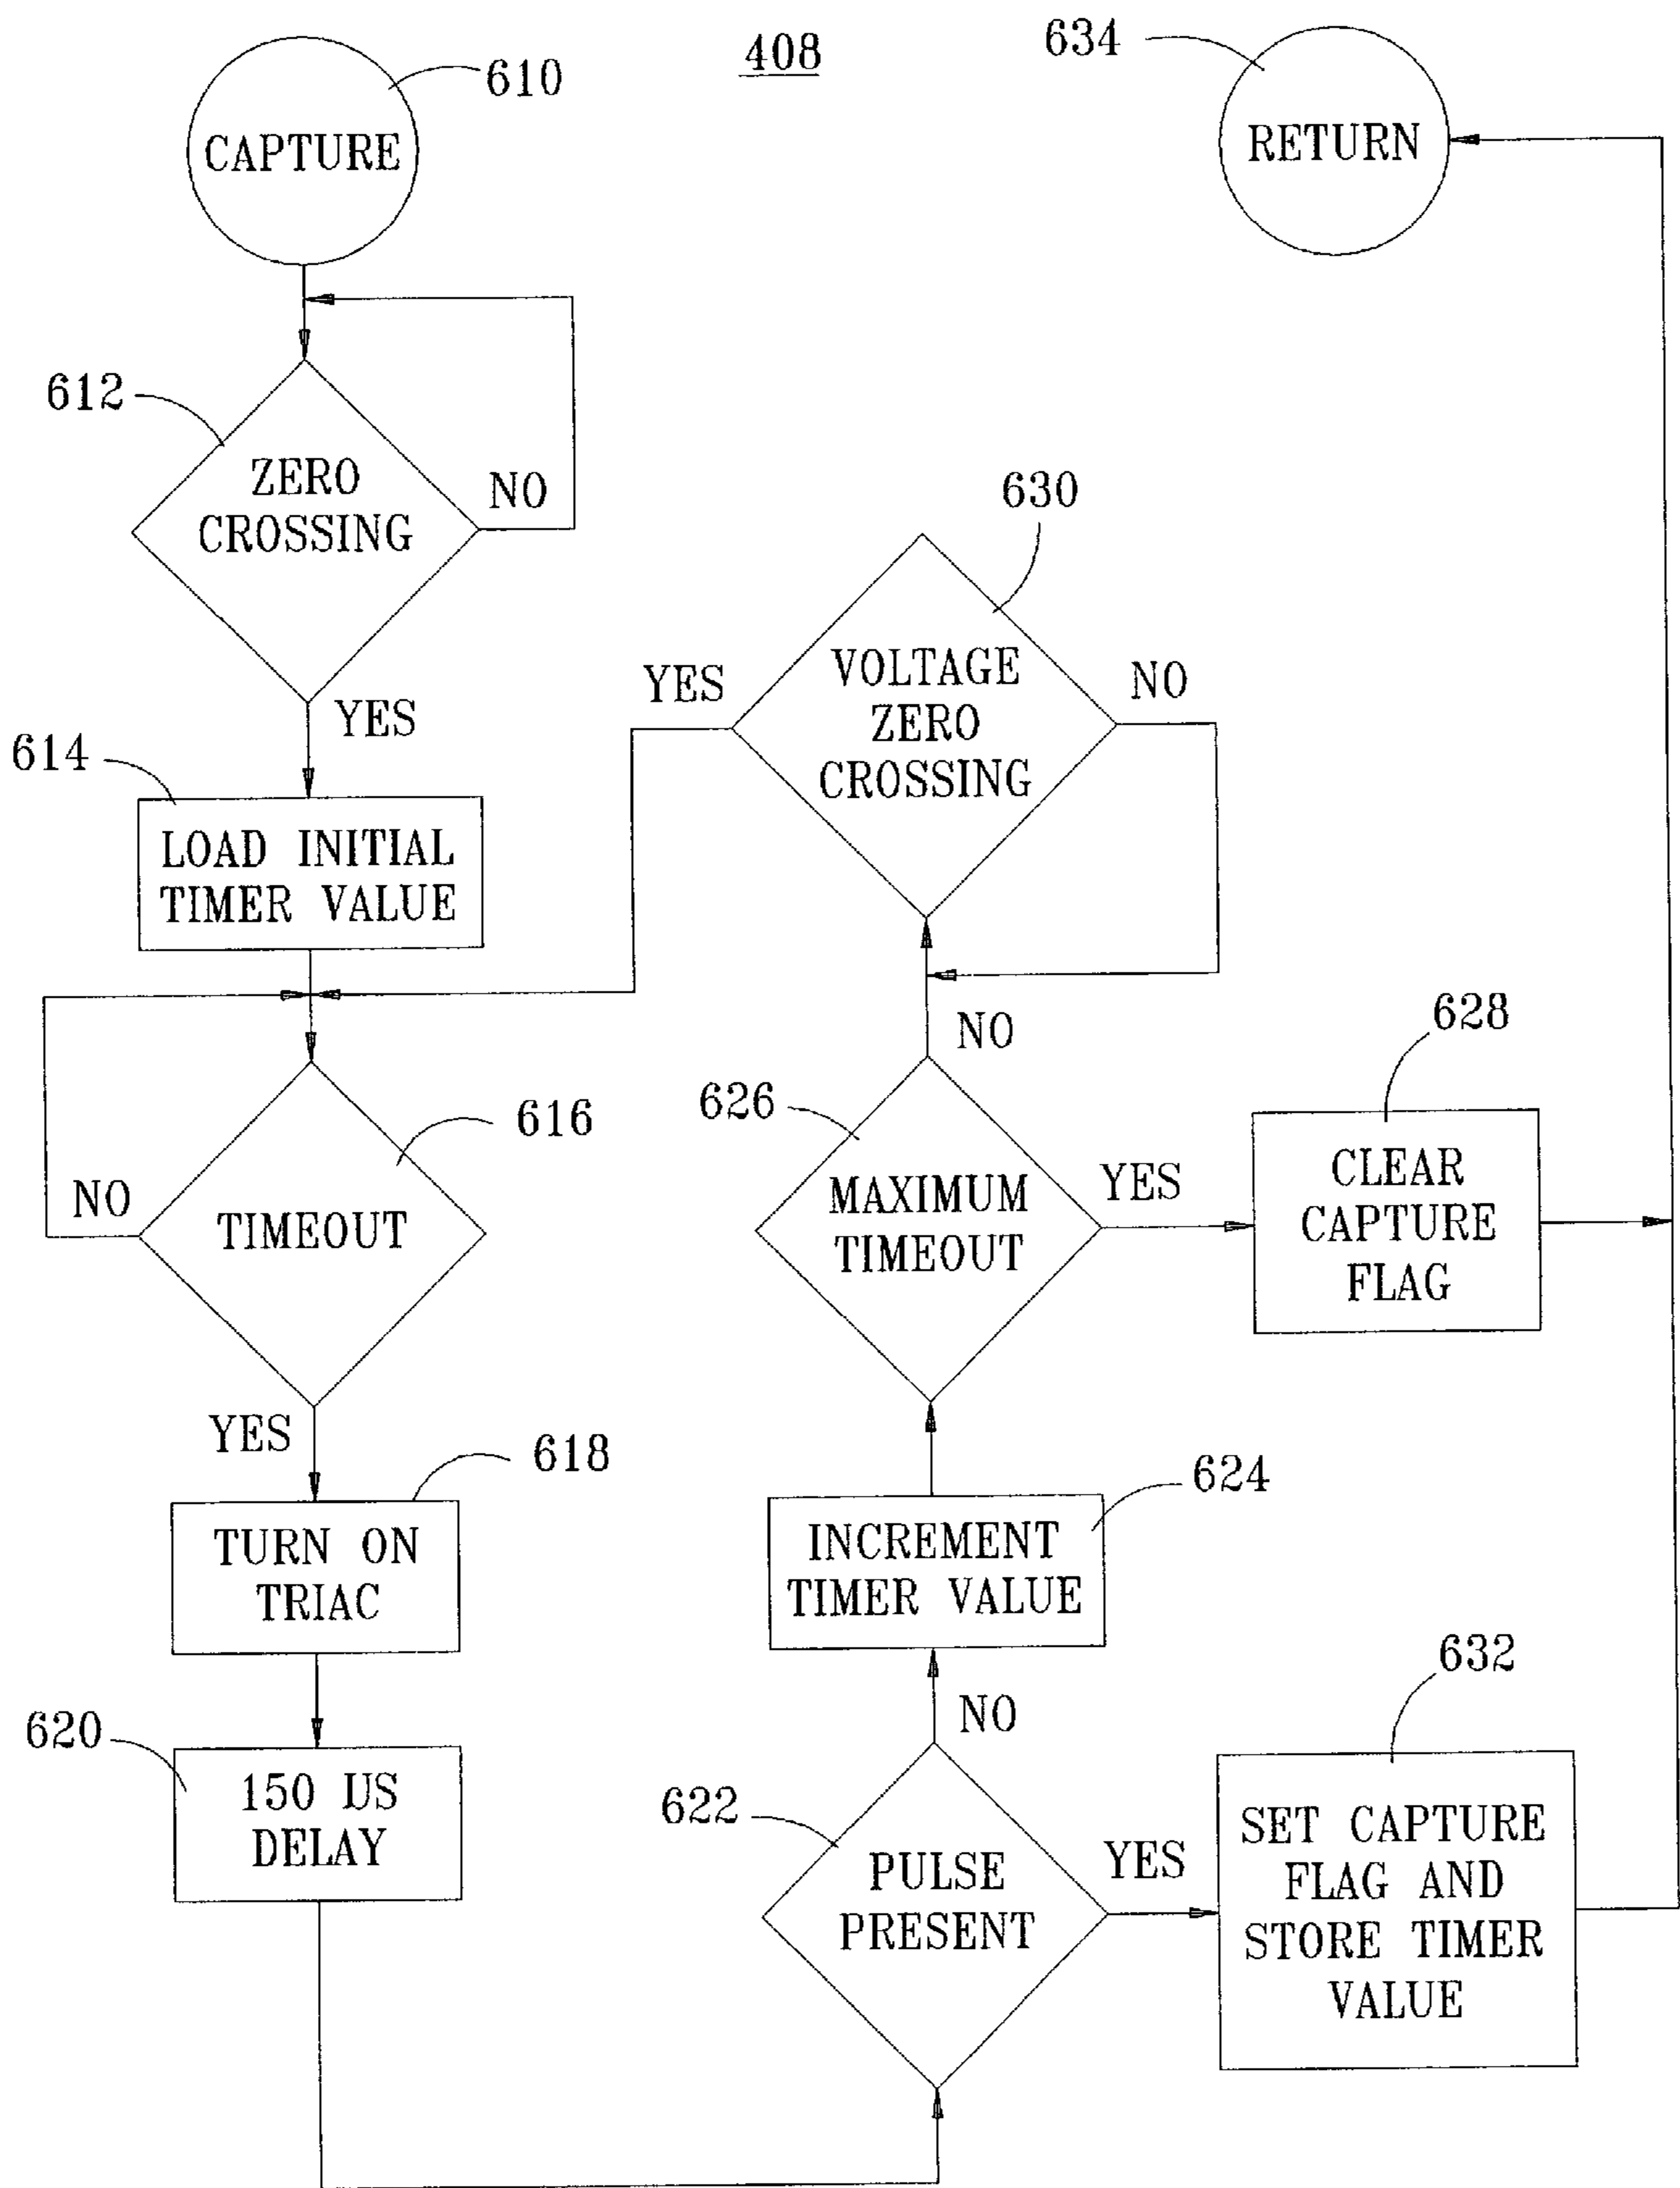 408
610
CAPTURE
634
RETURN
612
ZERO
CROSSING
NO
YES
614
LOAD INITIAL
TIMER VALUE
616
TIMEOUT
NO
YES
618
TURN ON
TRIAC
620
150 US
DELAY
622
PULSE
PRESENT
NO
YES
624
INCREMENT
TIMER VALUE
626
MAXIMUM
TIMEOUT
NO
YES
628
CLEAR
CAPTURE
FLAG
630
VOLTAGE
ZERO
CROSSING
YES
NO
632
SET CAPTURE
FLAG AND
STORE TIMER
VALUE